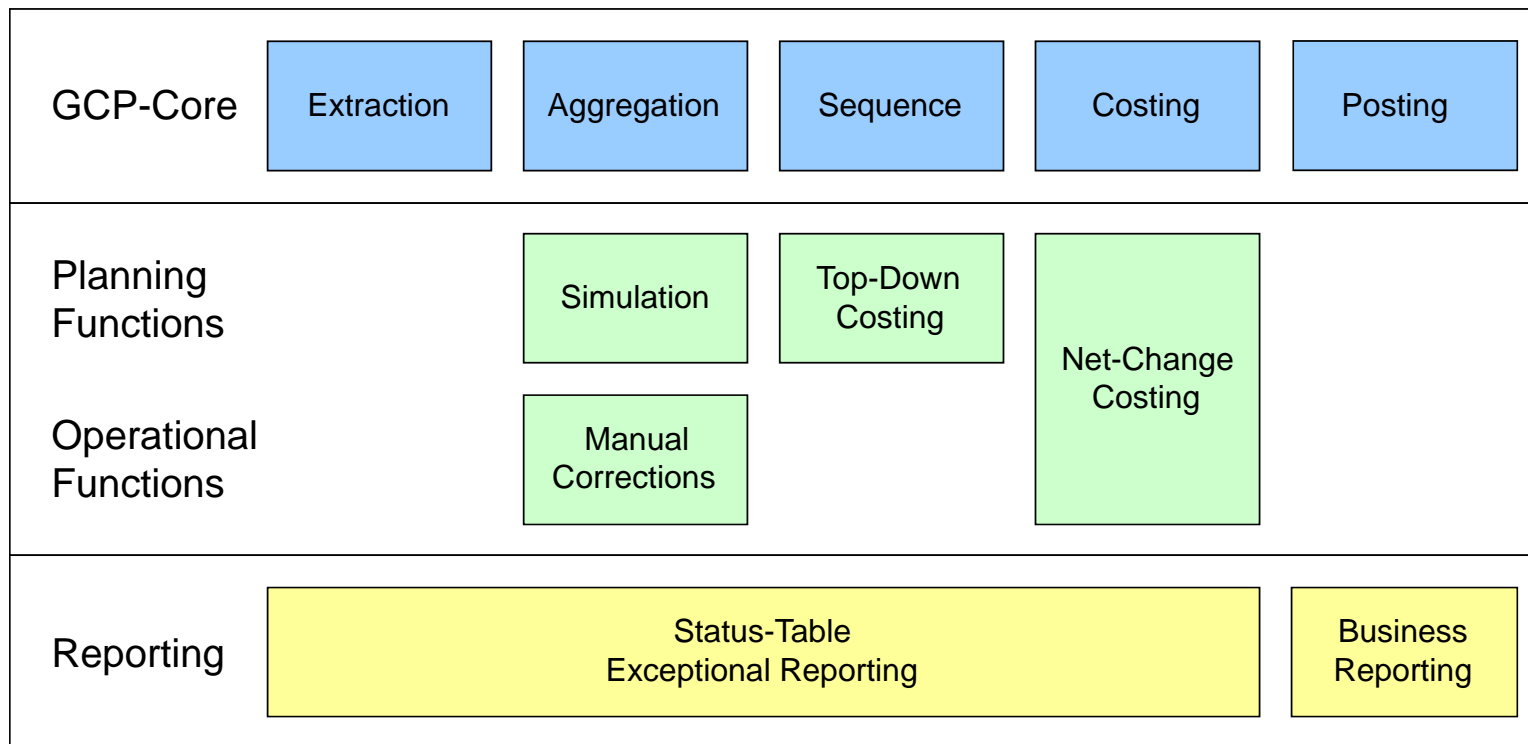 GCP-Core
Extraction
Aggregation
Sequence
Costing
Posting
Planning
Functions
Simulation
Top-Down
Costing
Net-Change
Costing
Operational
Functions
Manual
Corrections
Reporting
Status-Table
Exceptional Reporting
Business
Reporting